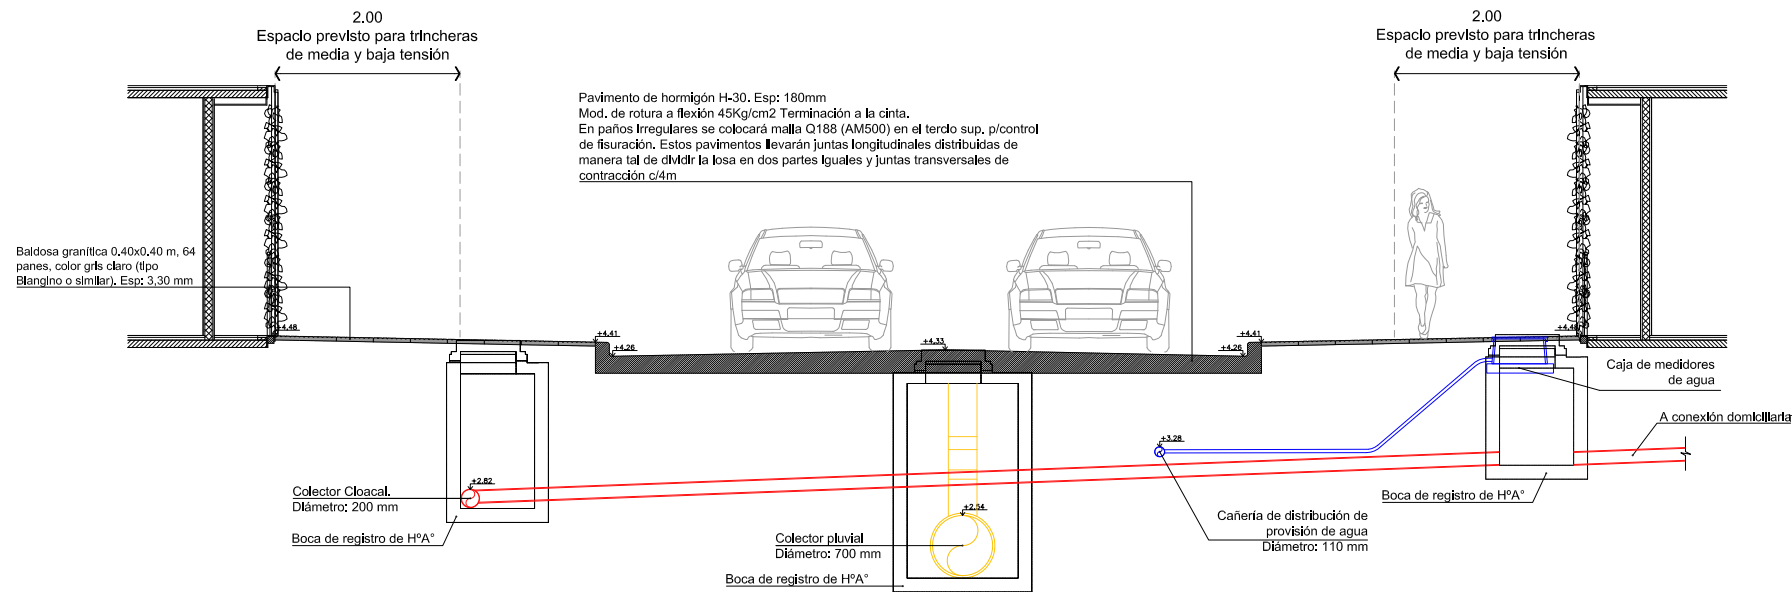 2.00
Espacio previsto para trincheras
de media y baja tensión
2.00
Espacio previsto para trincheras
de media y baja tensión
Pavimento de hormigón H-30. Esp: 180mm
Mod. de rotura a flexión 45Kg/cm2 Terminación a la cinta.
En paños irregulares se colocará malla Q188 (AM500) en el tercio sup. p/control
de fisuración. Estos pavimentos llevarán juntas longitudinales distribuidas de
manera tal de dividir la losa en dos partes iguales y juntas transversales de
contracción c/4m
Baldosa granítica 0.40x0.40 m, 64
panes, color gris claro (tipo
Blangino o similar). Esp: 3,30 mm
+4.48
+4.41
+4.26
+4.33
+4.26
+4.41
+4.48
Caja de medidores
de agua
A conexión domiciliaria
+3.28
+2.82
Colector Cloacal.
Diámetro: 200 mm
Boca de registro de HºA°
+2.54
Colector pluvial
Diámetro: 700 mm
Boca de registro de HºA°
Cañería de distribución de
provisión de agua
Diámetro: 110 mm
Boca de registro de HºA°